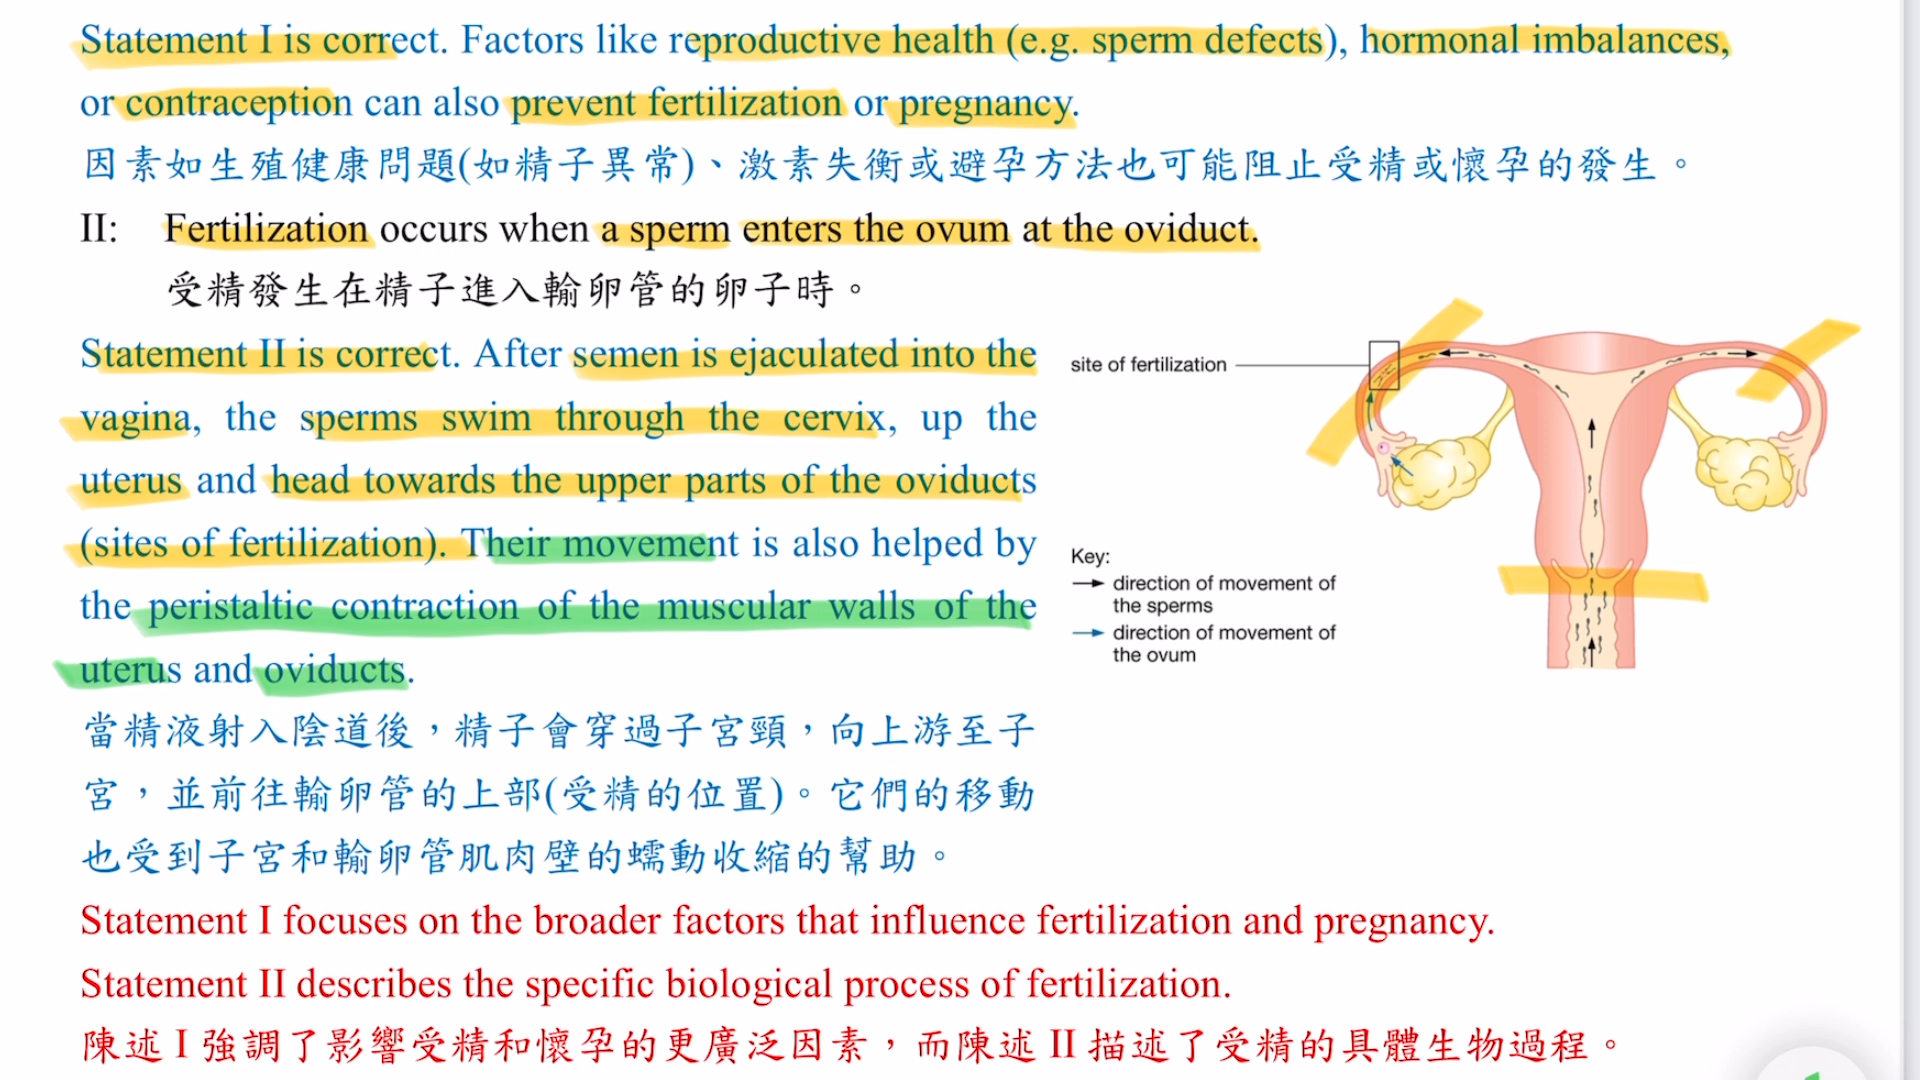 Statement I is correct. Factors like reproductive health (e.g. sperm defects), hormonal imbalances,
or contraception can also prevent fertilization or pregnancy.
因素如生殖健康問題(如精子異常)、激素失衡或避孕方法也可能阻止受精或懷孕的發生。
II: Fertilization occurs when a sperm enters the ovum at the oviduct.
受精發生在精子進入輸卵管的卵子時。
Statement II is correct. After semen is ejaculated into the
vagina, the sperms swim through the cervix, up the
uterus and head towards the upper parts of the oviducts
(sites of fertilization). Their movement is also helped by
the peristaltic contraction of the muscular walls of the
uterus and oviducts.
site of fertilization
Key:
direction of movement of
the sperms
direction of movement of
the ovum
當精液射入陰道後，精子會穿過子宮頸，向上游至子
宮，並前往輸卵管的上部(受精的位置)。它們的移動
也受到子宮和輸卵管肌肉壁的蠕動收縮的幫助。
Statement I focuses on the broader factors that influence fertilization and pregnancy.
Statement II describes the specific biological process of fertilization.
陳述 I 強調了影響受精和懷孕的更廣泛因素，而陳述 II 描述了受精的具體生物過程。